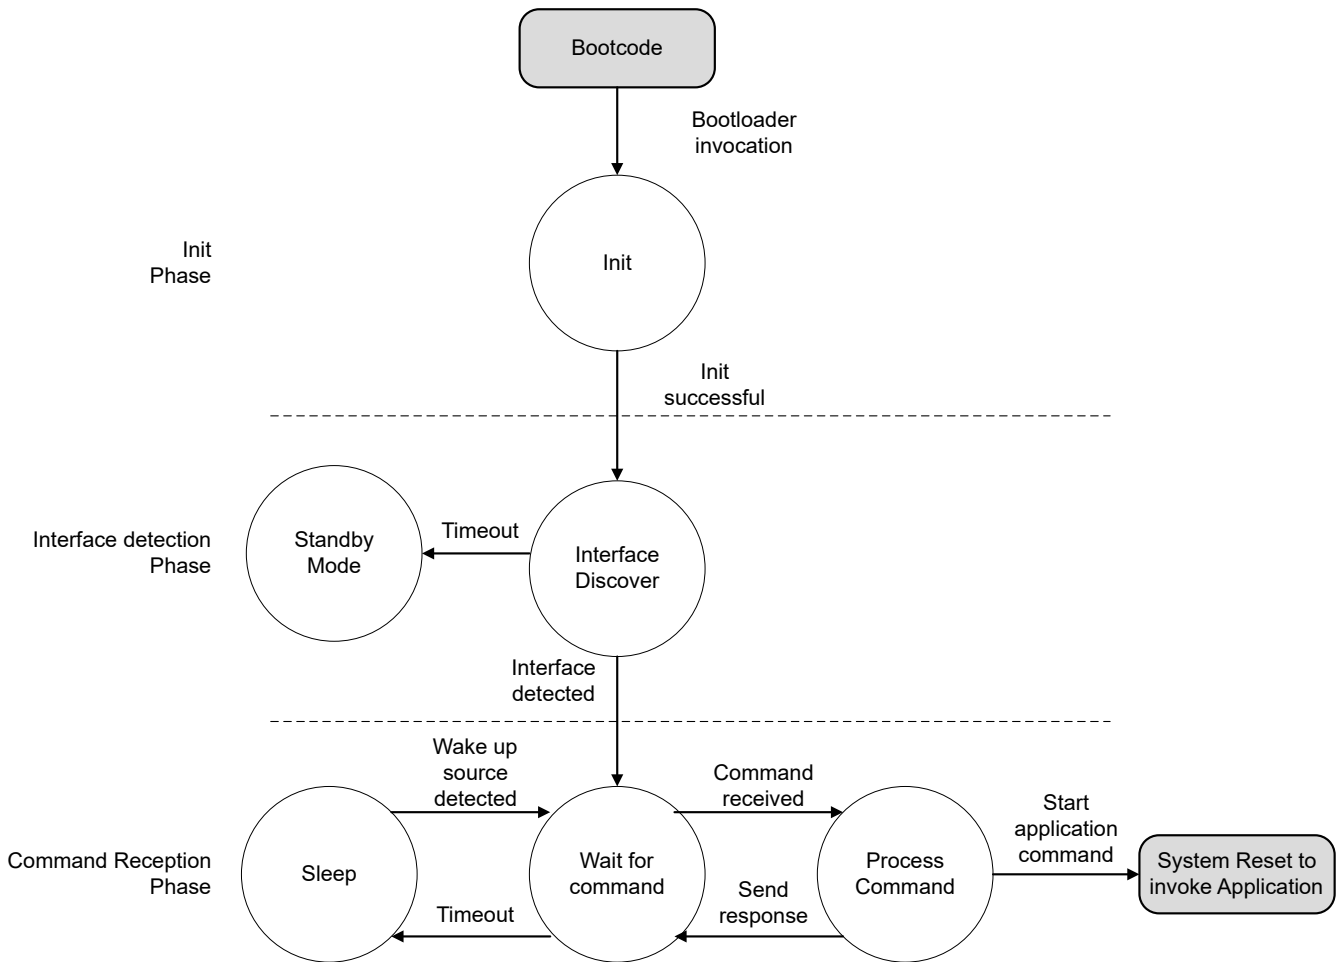 Bootcode
Bootloader
invocation
Init
Phase
Init
Init
successful
Interface detection
Phase
Standby
Mode
Timeout
Interface
Discover
Interface
detected
Command Reception
Phase
Sleep
Wake up
source
detected
Timeout
Wait for
command
Command
received
Send
response
Process
Command
Start
application
command
System Reset to
invoke Application